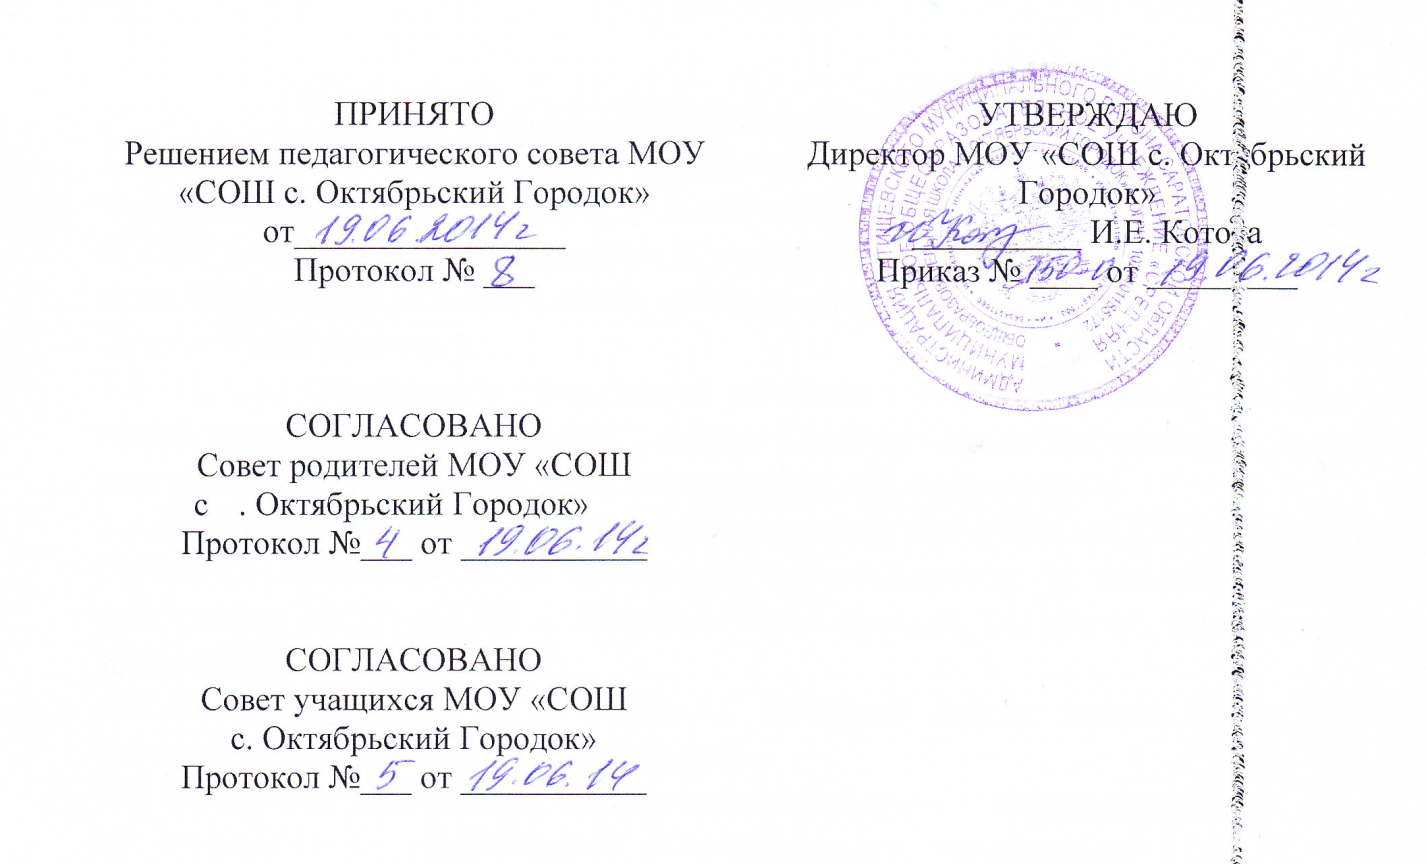 ПРИНЯТО
Решением педагогического совета МОУ
«СОШ с. Октябрьский Городок»
от 19.06.2014г
Протокол № 8
УТВЕРЖДАЮ
Директор МОУ «СОШ с. Октябрьский
Городок»
И.Е. Котова
Приказ № 150-о от 19.06.2014г
СОГЛАСОВАНО
Совет родителей МОУ «СОШ
с . Октябрьский Городок»
Протокол № 4 от 19.06.14г
СОГЛАСОВАНО
Совет учащихся МОУ «СОШ
с. Октябрьский Городок»
Протокол № 5 от 19.06.14